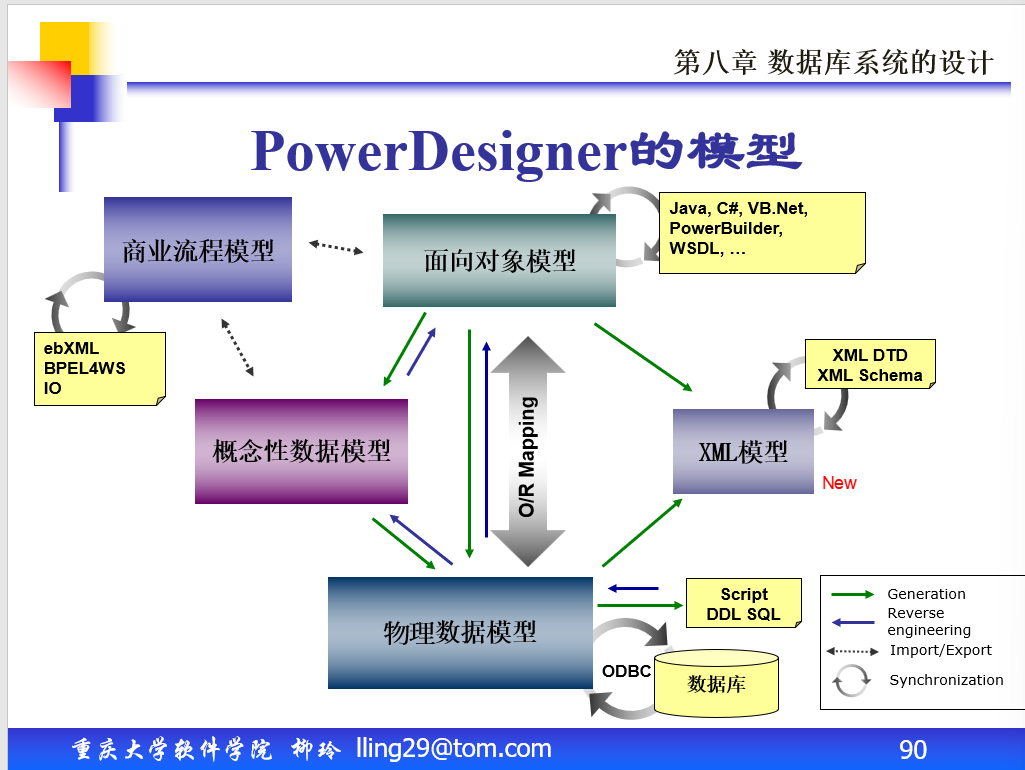 第八章 数据库系统的设计
PowerDesigner的模型
商业流程模型
面向对象模型
Java, C#, VB.Net,
PowerBuilder,
WSDL, …
ebXML
BPEL4WS
IO
XML DTD
XML Schema
概念性数据模型
O/R Mapping
XML模型
New
物理数据模型
Script
DDL SQL
ODBC
数据库
Generation
Reverse
engineering
Import/Export
Synchronization
重庆大学软件学院 柳玲 lling29@tom.com
90